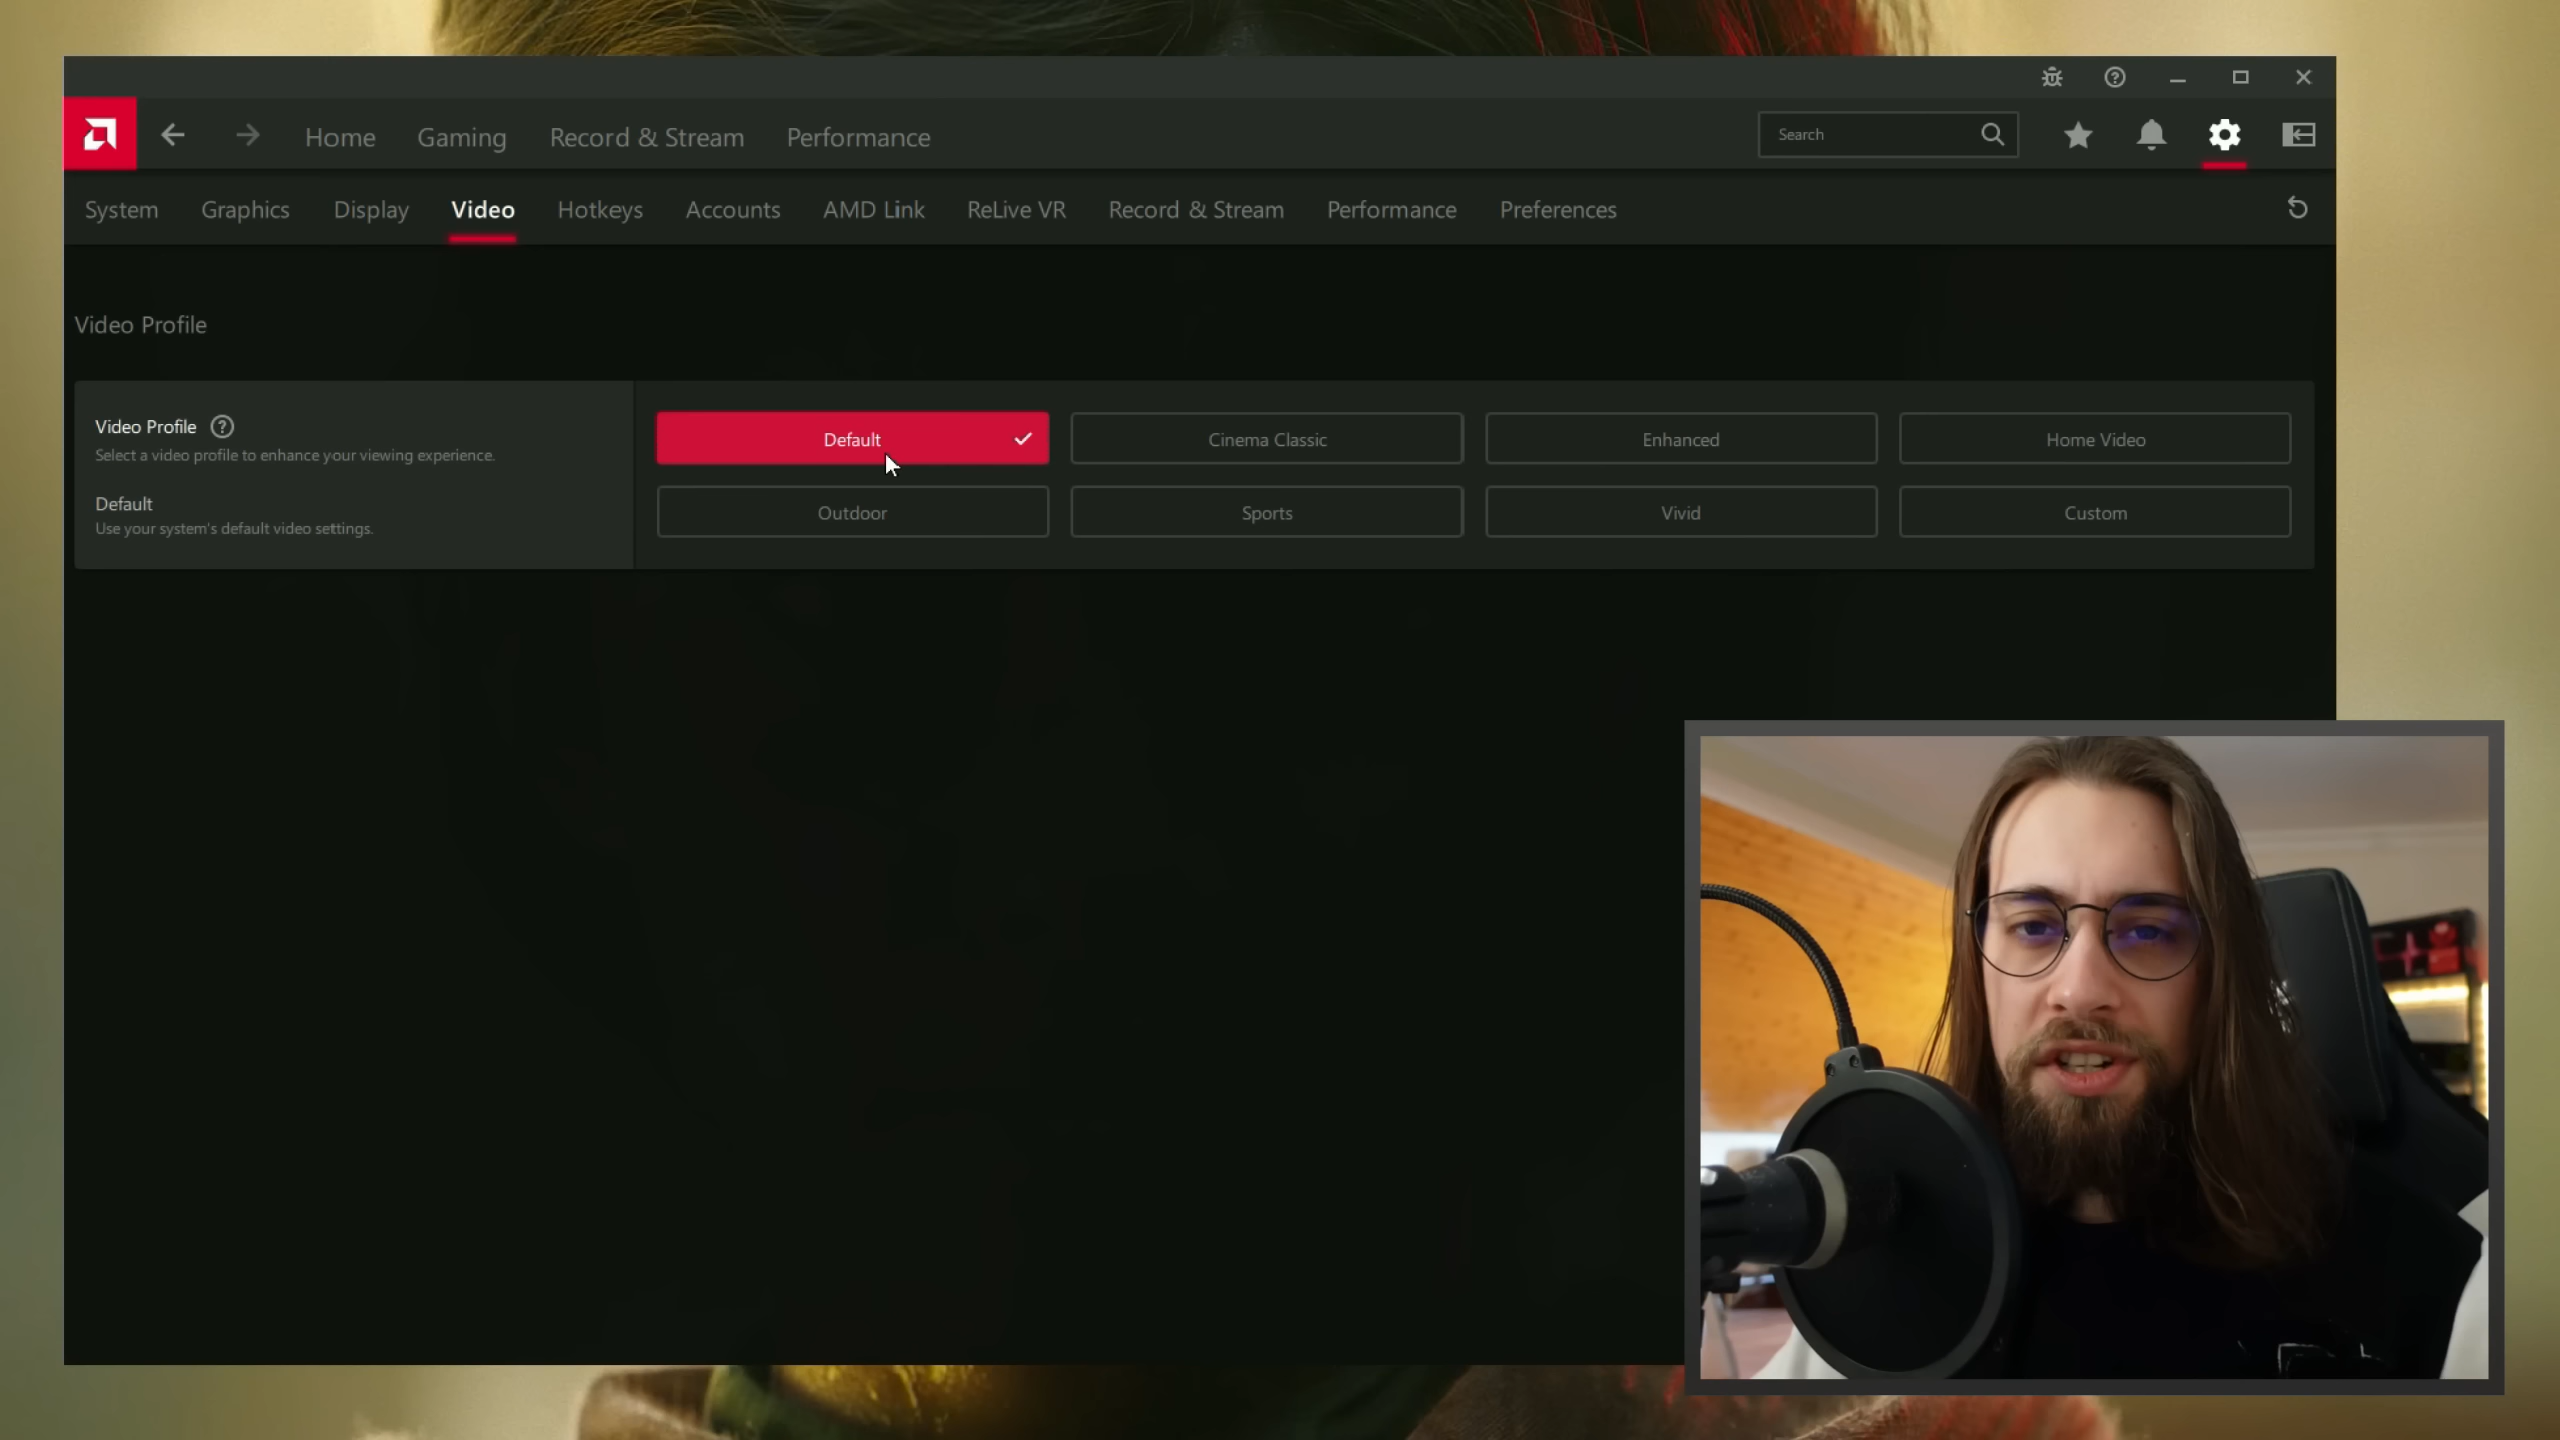 Home Gaming Record & Stream Performance Search
System Graphics Display Video Hotkeys Accounts AMD Link ReLive VR Record & Stream Performance Preferences
Video Profile
Video Profile
Select a video profile to enhance your viewing experience.
Default
Use your system's default video settings.
Default Cinema Classic Enhanced Home Video
Outdoor Sports Vivid Custom